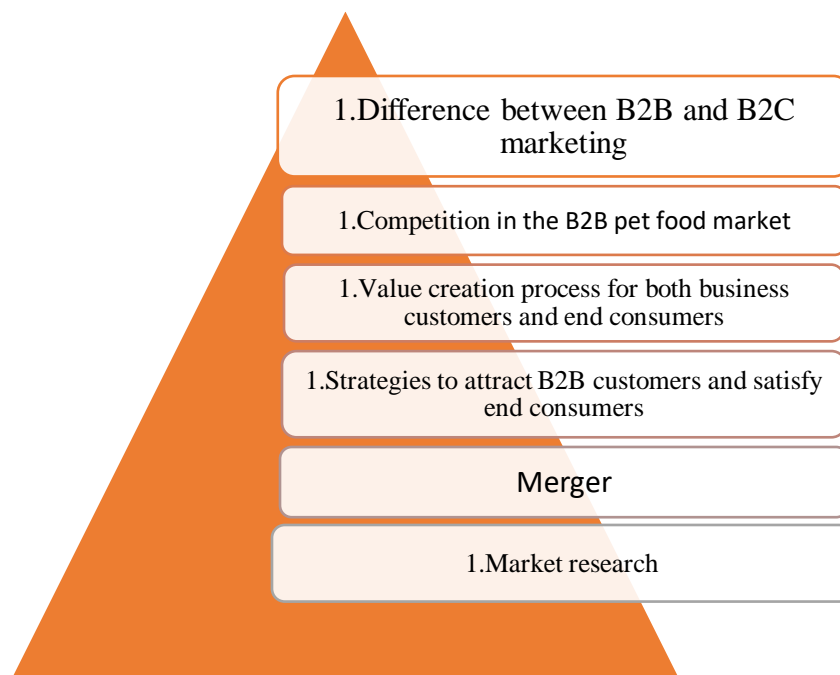 1.Difference between B2B and B2C
marketing
1.Competition in the B2B pet food market
1.Value creation process for both business
customers and end consumers
1.Strategies to attract B2B customers and satisfy
end consumers
Merger
1.Market research